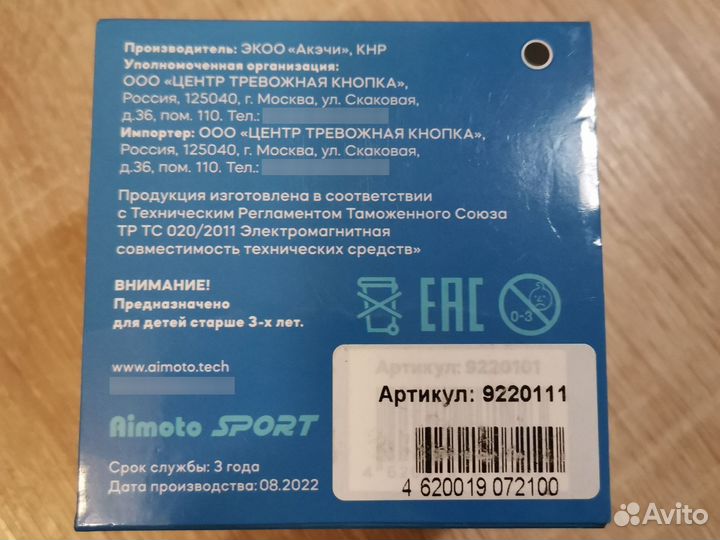 Производитель: ЭКОО «Акэчи», КНР
Уполномоченная организация:
ООО «ЦЕНТР ТРЕВОЖНАЯ КНОПКА»,
Россия, 125040, г. Москва, ул. Скаковая,
д.36, пом. 110. Тел.:
Импортер: ООО «ЦЕНТР ТРЕВОЖНАЯ КНОПКА»,
Россия, 125040, г. Москва, ул. Скаковая,
д.36, пом. 110. Тел.:
Продукция изготовлена в соответствии
с Техническим Регламентом Таможенного Союза
ТР ТС 020/2011 Электромагнитная
совместимость технических средств»
ВНИМАНИЕ!
Предназначено
для детей старше 3-х лет.
EAC
0-3
www.aimoto.tech
Aimoto SPORT
Срок службы: 3 года
Дата производства: 08.2022
Артикул: 9220101
Артикул: 9220111
4 620019 072100
Avito